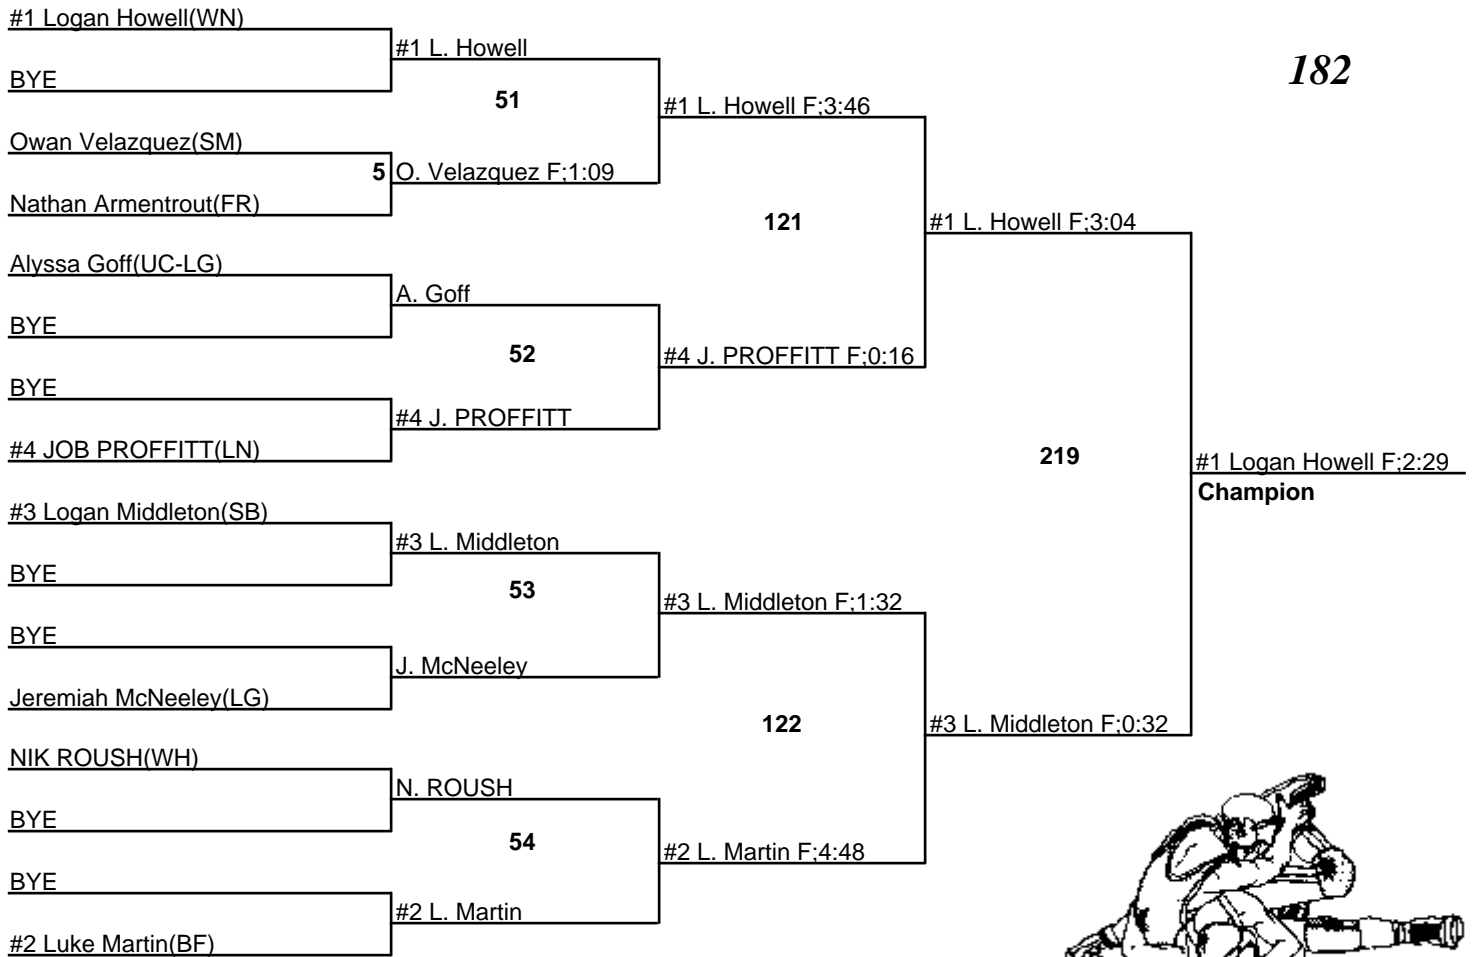 #1 Logan Howell(WN)
#1 L. Howell
182
BYE
51
#1 L. Howell F;3:46
Owan Velazquez(SM)
5 O. Velazquez F;1:09
Nathan Armentrout(FR)
121
#1 L. Howell F;3:04
Alyssa Goff(UC-LG)
A. Goff
BYE
52
#4 J. PROFFITT F;0:16
BYE
#4 J. PROFFITT
#4 JOB PROFFITT(LN)
219
#1 Logan Howell F;2:29
Champion
#3 Logan Middleton(SB)
#3 L. Middleton
BYE
53
#3 L. Middleton F;1:32
BYE
J. McNeeley
Jeremiah McNeeley(LG)
122
#3 L. Middleton F;0:32
NIK ROUSH(WH)
N. ROUSH
BYE
54
#2 L. Martin F;4:48
BYE
#2 L. Martin
#2 Luke Martin(BF)